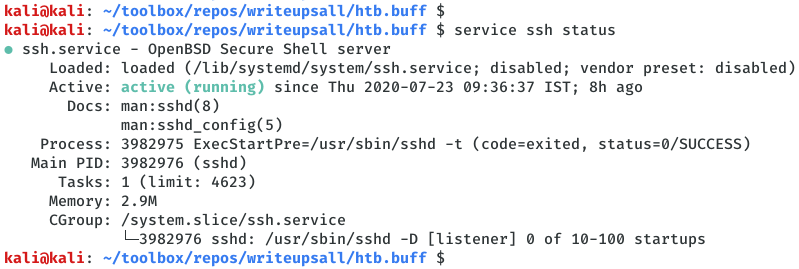 kali@kali: ~/toolbox/repos/writeupsall/htb.buff $
kali@kali: ~/toolbox/repos/writeupsall/htb.buff $ service ssh status
● ssh.service - OpenBSD Secure Shell server
     Loaded: loaded (/lib/systemd/system/ssh.service; disabled; vendor preset: disabled)
     Active: active (running) since Thu 2020-07-23 09:36:37 IST; 8h ago
       Docs: man:sshd(8)
             man:sshd_config(5)
    Process: 3982975 ExecStartPre=/usr/sbin/sshd -t (code=exited, status=0/SUCCESS)
   Main PID: 3982976 (sshd)
      Tasks: 1 (limit: 4623)
     Memory: 2.9M
     CGroup: /system.slice/ssh.service
             └─3982976 sshd: /usr/sbin/sshd -D [listener] 0 of 10-100 startups
kali@kali: ~/toolbox/repos/writeupsall/htb.buff $